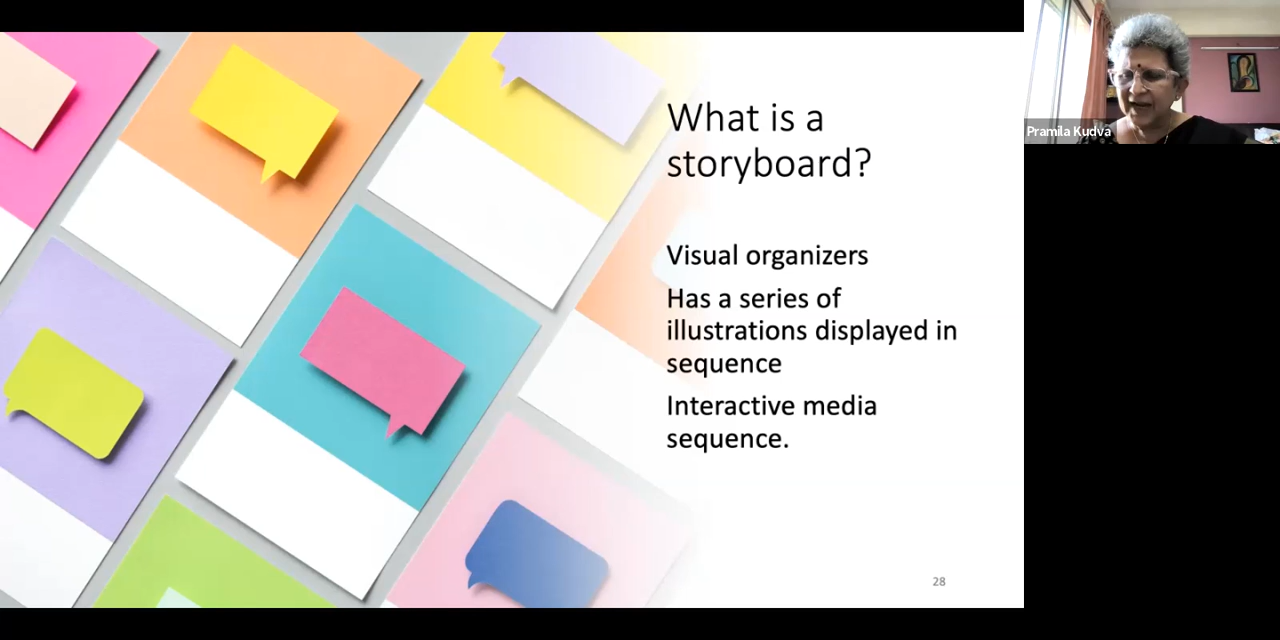 What is a
storyboard?
Visual organizers
Has a series of
illustrations displayed in
sequence
Interactive media
sequence.
28
Pramila Kudva